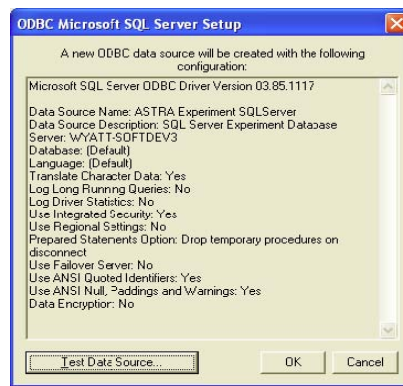 ODBC Microsoft SQL Server Setup
A new ODBC data source will be created with the following
configuration:
Microsoft SQL Server ODBC Driver Version 03.85.1117
Data Source Name: ASTRA Experiment SQLServer
Data Source Description: SQL Server Experiment Database
Server: WYATT-SOFTDEV3
Database: (Default)
Language: (Default)
Translate Character Data: Yes
Log Long Running Queries: No
Log Driver Statistics: No
Use Integrated Security: Yes
Use Regional Settings: No
Prepared Statements Option: Drop temporary procedures on
disconnect
Use Failover Server: No
Use ANSI Quoted Identifiers: Yes
Use ANSI Null, Paddings and Warnings: Yes
Data Encryption: No
Test Data Source...
OK
Cancel